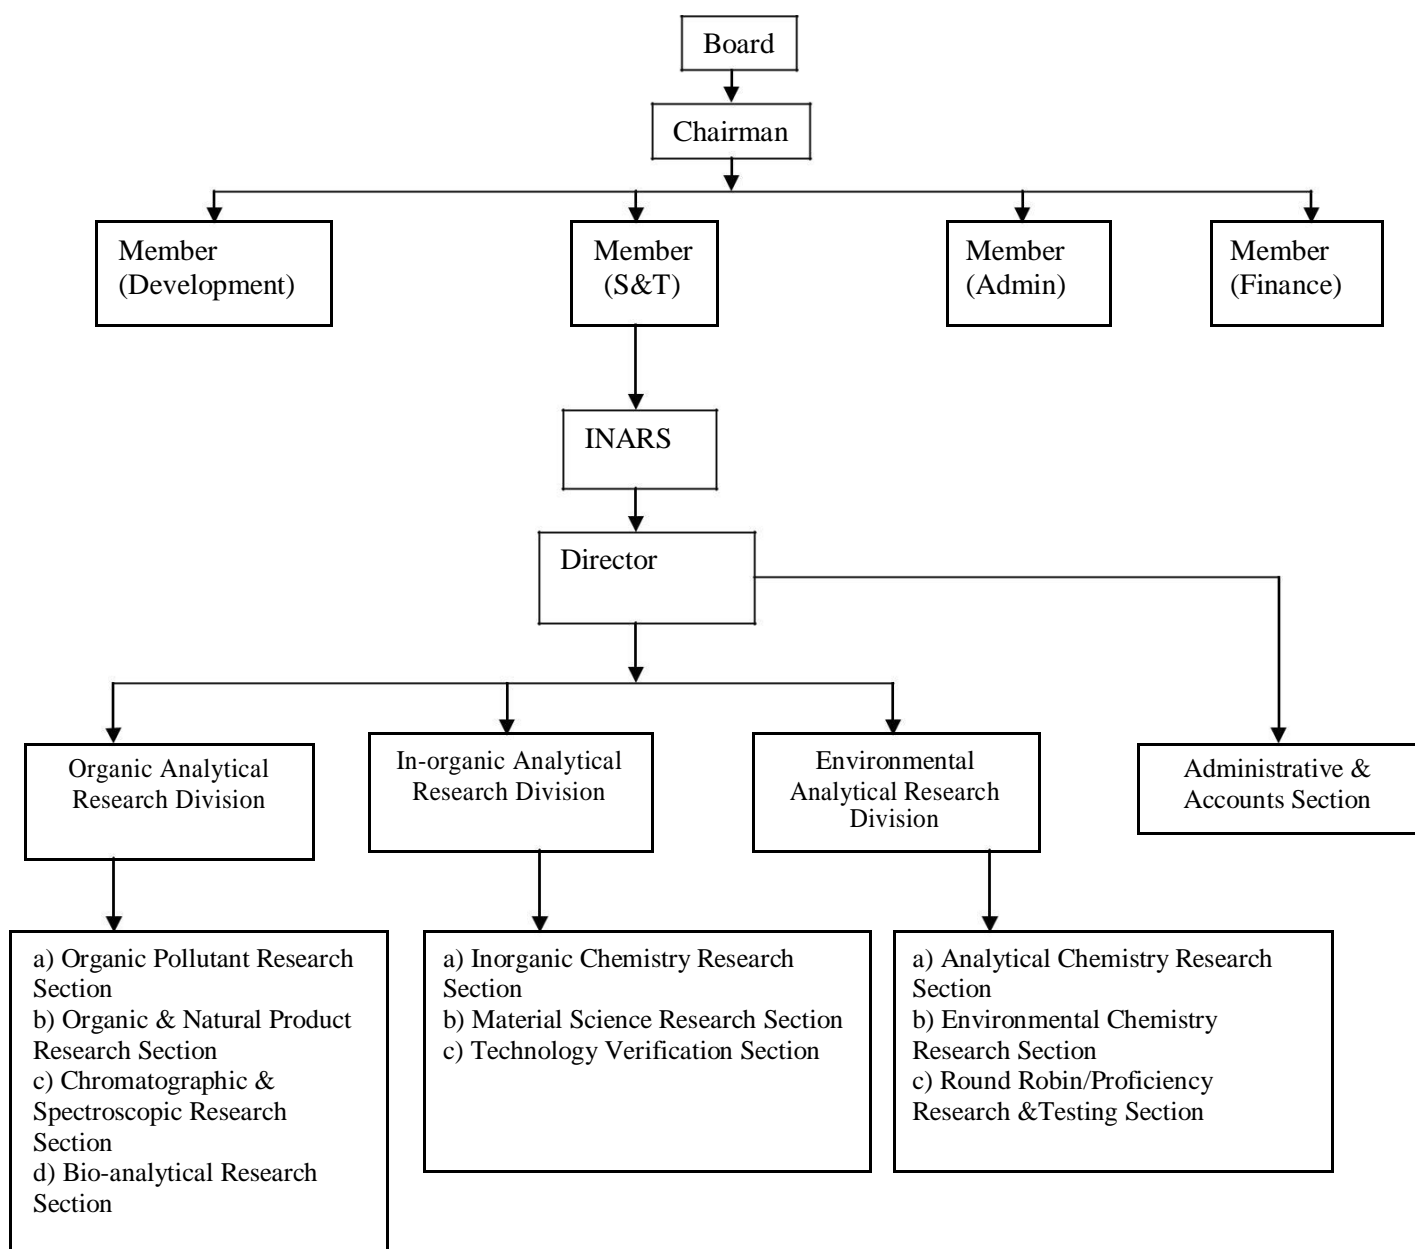 Board
Chairman
Member
(Development)
Member
(S&T)
Member
(Admin)
Member
(Finance)
INARS
Director
Organic Analytical
Research Division
In-organic Analytical
Research Division
Environmental
Analytical Research
Division
Administrative &
Accounts Section
a) Organic Pollutant Research
Section
b) Organic & Natural Product
Research Section
c) Chromatographic &
Spectroscopic Research
Section
d) Bio-analytical Research
Section
a) Inorganic Chemistry Research
Section
b) Material Science Research Section
c) Technology Verification Section
a) Analytical Chemistry Research
Section
b) Environmental Chemistry
Research Section
c) Round Robin/Proficiency
Research &Testing Section